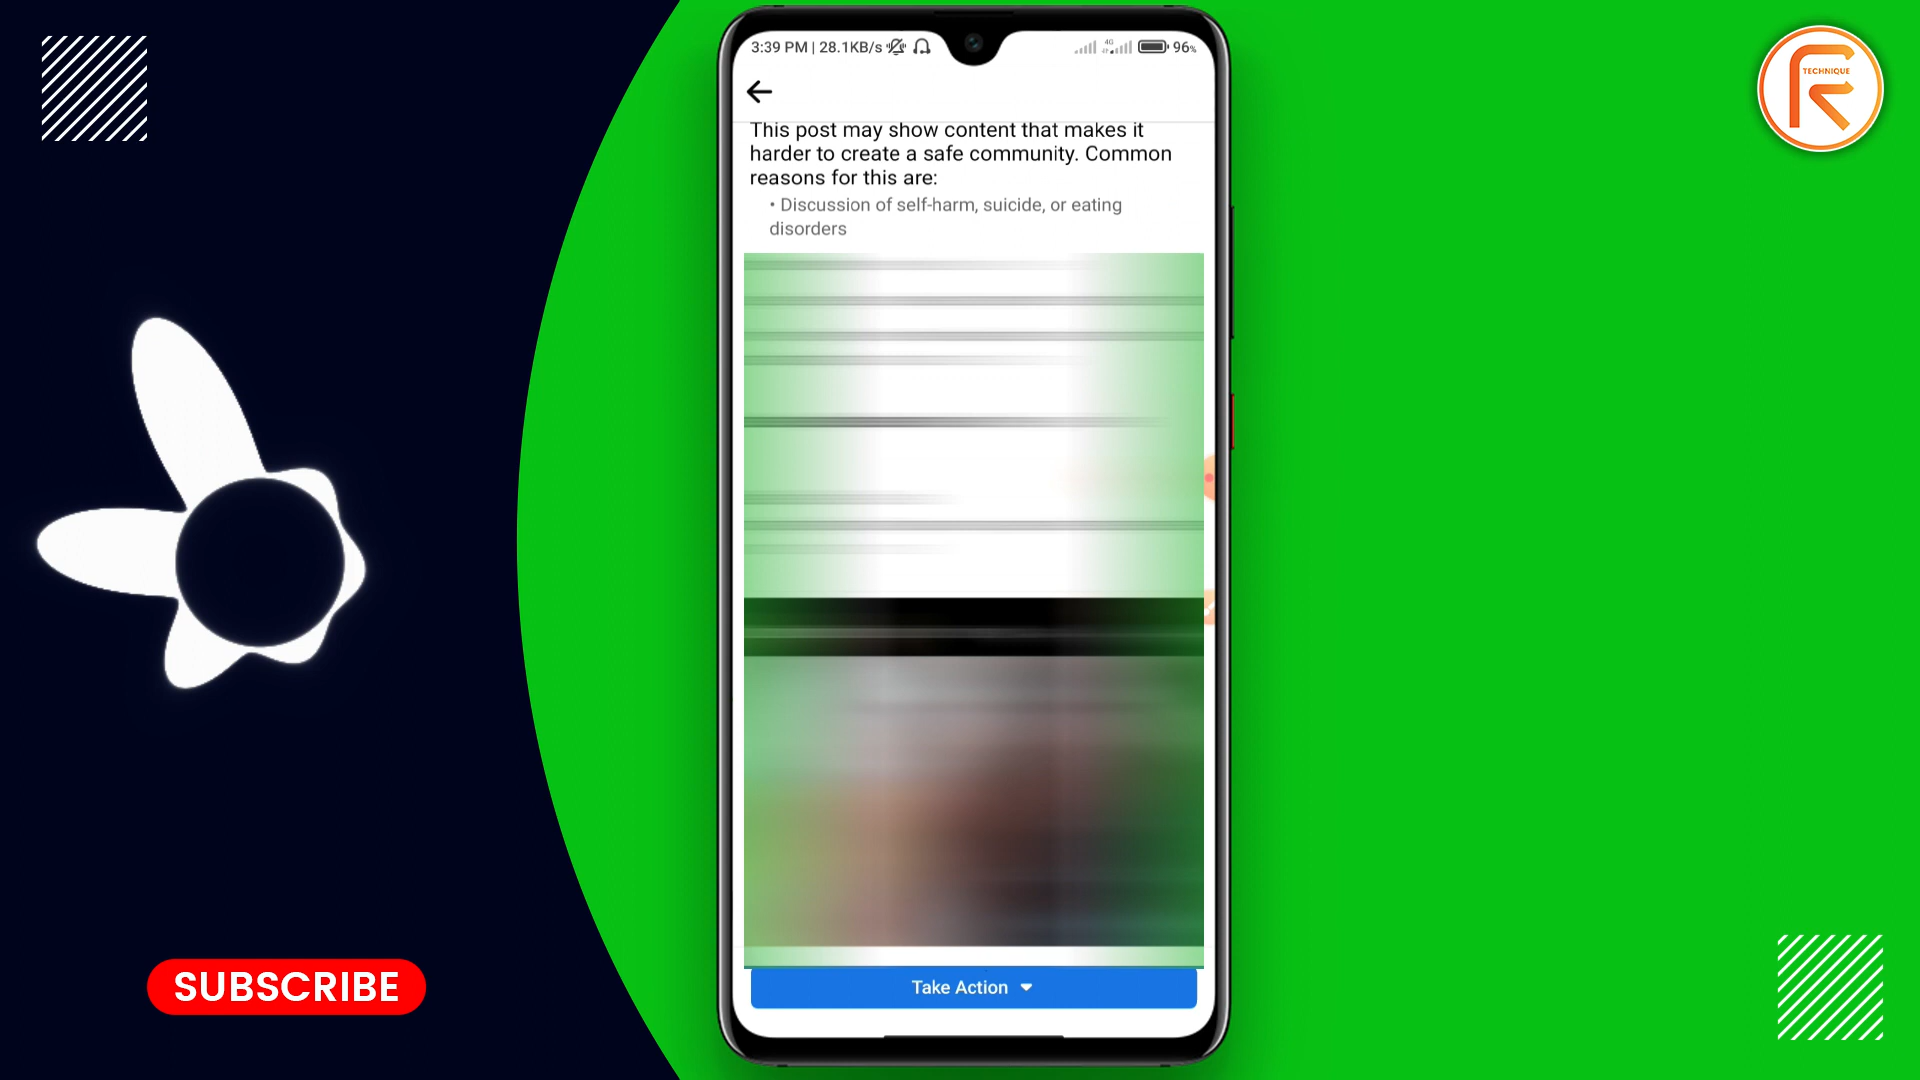 3:39 PM | 28.1KB/s 4G 96%
TECHNIQUE
This post may show content that makes it
harder to create a safe community. Common
reasons for this are:
• Discussion of self-harm, suicide, or eating
disorders
Take Action
SUBSCRIBE